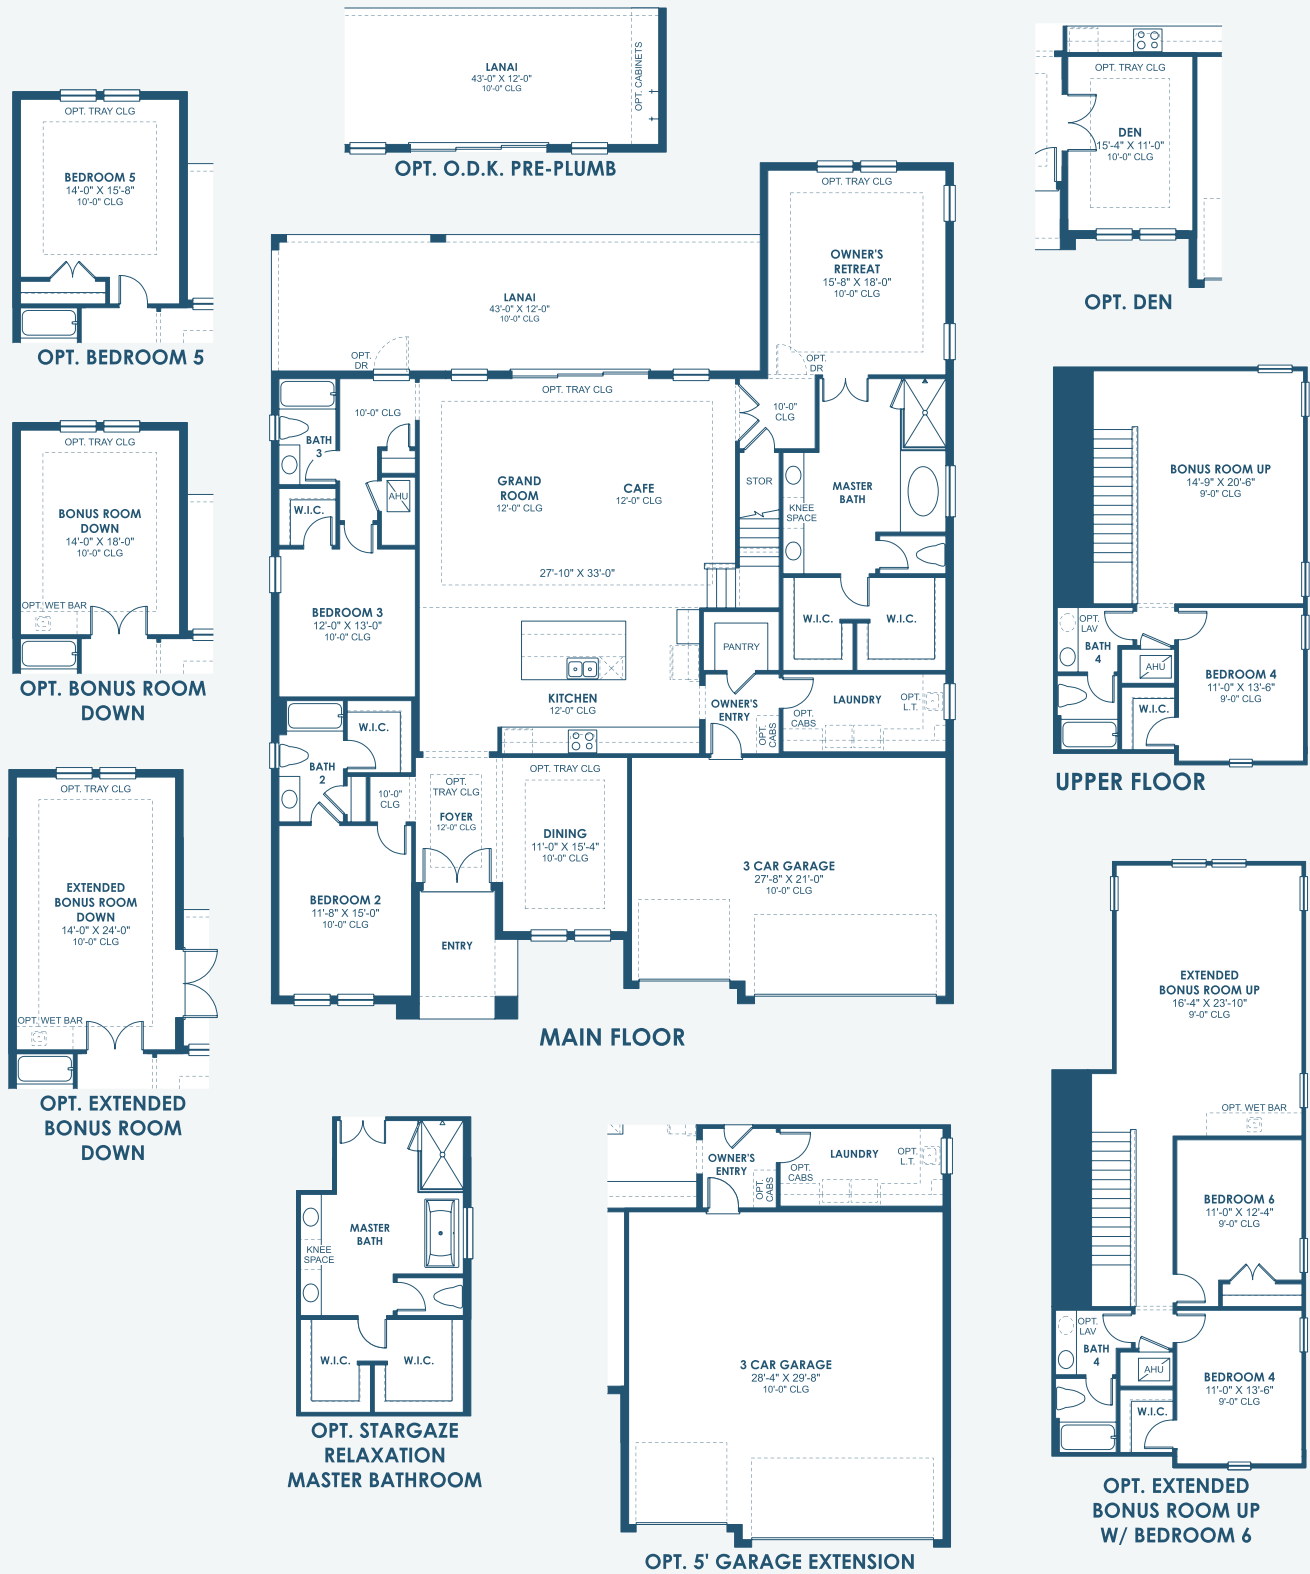 LANAI
43'-0" X 12'-0"
10'-0" CLG
OPT. CABINETS
OPT. O.D.K. PRE-PLUMB
OPT. TRAY CLG
BEDROOM 5
14'-0" X 15'-8"
10'-0" CLG
OPT. BEDROOM 5
OPT. TRAY CLG
BONUS ROOM
DOWN
14'-0" X 18'-0"
10'-0" CLG
OPT. WET BAR
OPT. BONUS ROOM
DOWN
OPT. TRAY CLG
EXTENDED
BONUS ROOM
DOWN
14'-0" X 24'-0"
10'-0" CLG
OPT. WET BAR
OPT. EXTENDED
BONUS ROOM
DOWN
OPT. TRAY CLG
OWNER'S
RETREAT
15'-8" X 18'-0"
10'-0" CLG
LANAI
43'-0" X 12'-0"
10'-0" CLG
OPT.
DR
OPT.
DR
OPT. TRAY CLG
10'-0" CLG
BATH
3
10'-0"
CLG
GRAND
ROOM
12'-0" CLG
CAFE
12'-0" CLG
STOR
MASTER
BATH
KNEE
SPACE
AHU
W.I.C.
27'-10" X 33'-0"
BEDROOM 3
12'-0" X 13'-0"
10'-0" CLG
W.I.C.
W.I.C.
PANTRY
KITCHEN
12'-0" CLG
OWNER'S
ENTRY
OPT.
CABS
OPT.
CABS
LAUNDRY
OPT.
L.T.
W.I.C.
BATH
2
10'-0"
CLG
OPT.
TRAY CLG
FOYER
12'-0" CLG
OPT. TRAY CLG
DINING
11'-0" X 15'-4"
10'-0" CLG
3 CAR GARAGE
27'-8" X 21'-0"
10'-0" CLG
BEDROOM 2
11'-8" X 15'-0"
10'-0" CLG
ENTRY
MAIN FLOOR
OPT. TRAY CLG
DEN
15'-4" X 11'-0"
10'-0" CLG
OPT. DEN
BONUS ROOM UP
14'-9" X 20'-6"
9'-0" CLG
OPT.
LAV
BATH
4
AHU
W.I.C.
BEDROOM 4
11'-0" X 13'-6"
9'-0" CLG
UPPER FLOOR
EXTENDED
BONUS ROOM UP
16'-4" X 23'-10"
9'-0" CLG
OPT. WET BAR
BEDROOM 6
11'-0" X 12'-4"
9'-0" CLG
OPT.
LAV
BATH
4
AHU
W.I.C.
BEDROOM 4
11'-0" X 13'-6"
9'-0" CLG
OPT. EXTENDED
BONUS ROOM UP
W/ BEDROOM 6
MASTER
BATH
KNEE
SPACE
W.I.C.
W.I.C.
OPT. STARGAZE
RELAXATION
MASTER BATHROOM
OWNER'S
ENTRY
OPT.
CABS
OPT.
CABS
LAUNDRY
OPT.
L.T.
3 CAR GARAGE
28'-4" X 29'-8"
10'-0" CLG
OPT. 5' GARAGE EXTENSION